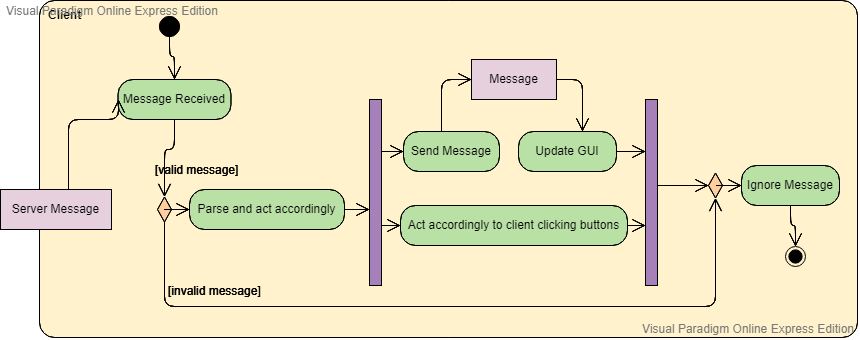 Visual Paradigm Online Express Edition
Client
Message Received
Message
Send Message
Update GUI
[valid message]
Server Message
Parse and act accordingly
Act accordingly to client clicking buttons
Ignore Message
[invalid message]
Visual Paradigm Online Express Edition